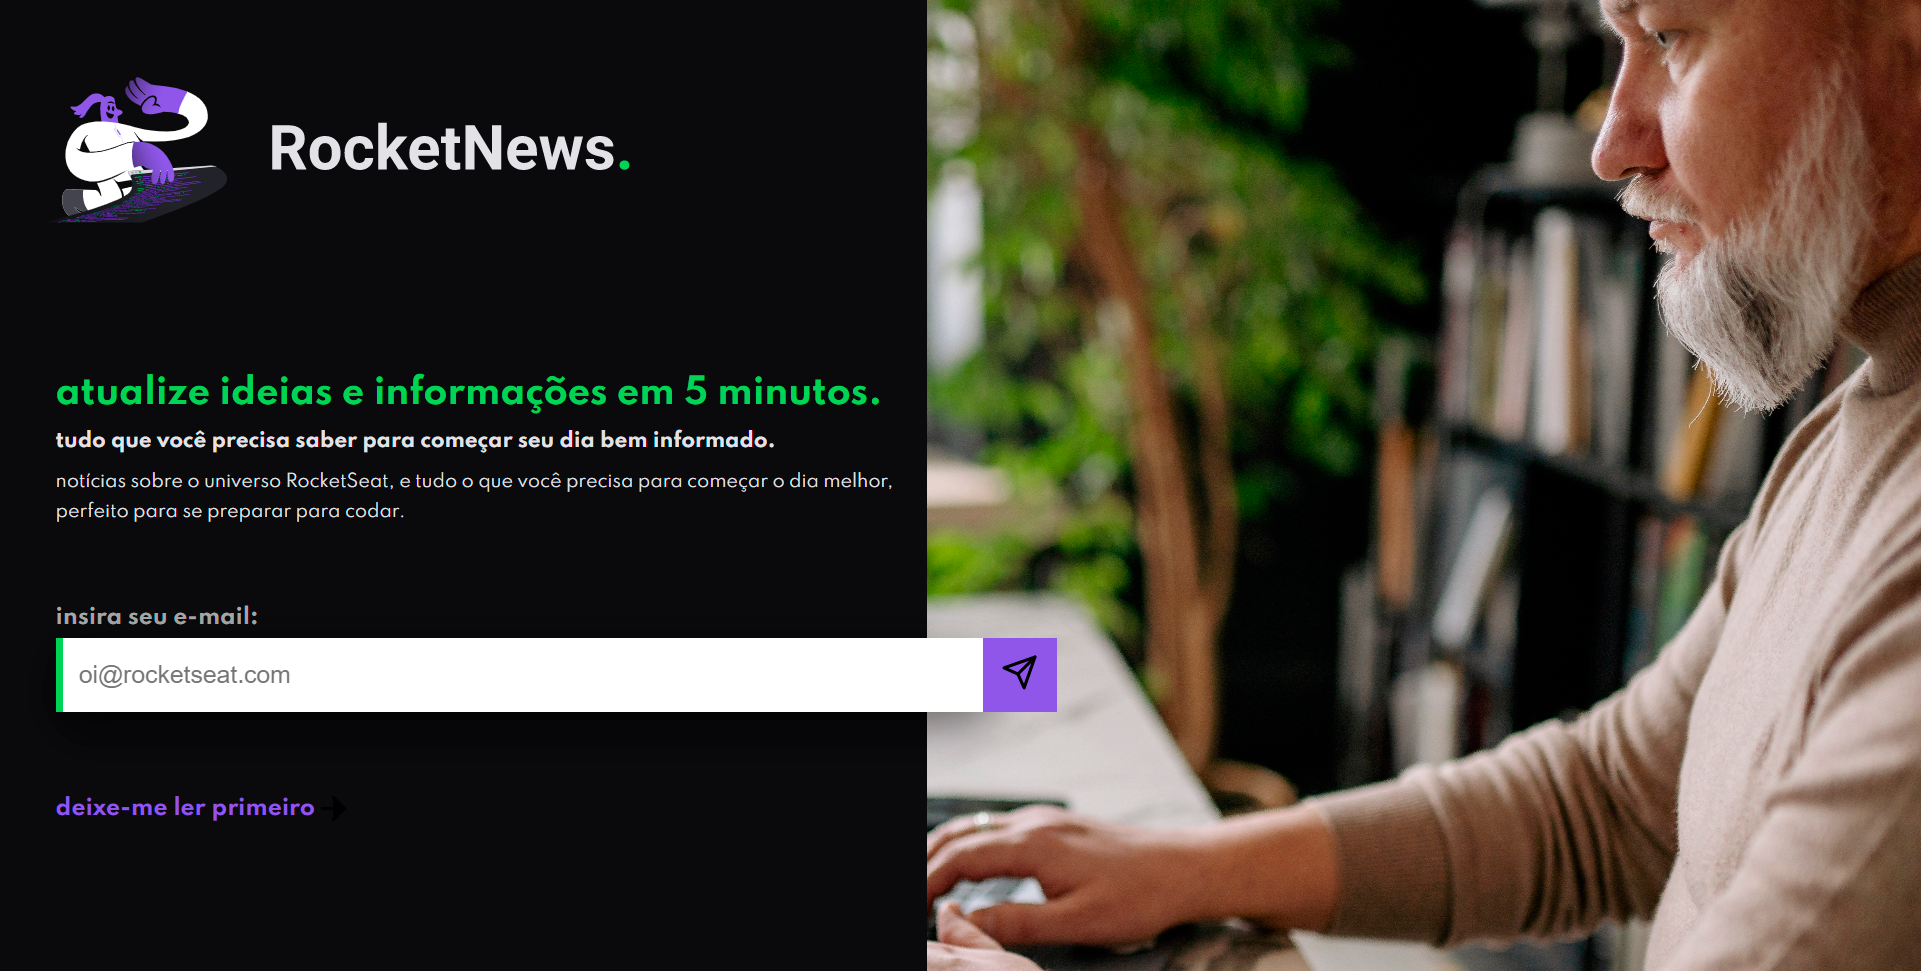 RocketNews.
atualize ideias e informações em 5 minutos.
tudo que você precisa saber para começar seu dia bem informado.
notícias sobre o universo RocketSeat, e tudo o que você precisa para começar o dia melhor,
perfeito para se preparar para codar.
insira seu e-mail:
oi@rocketseat.com
deixe-me ler primeiro